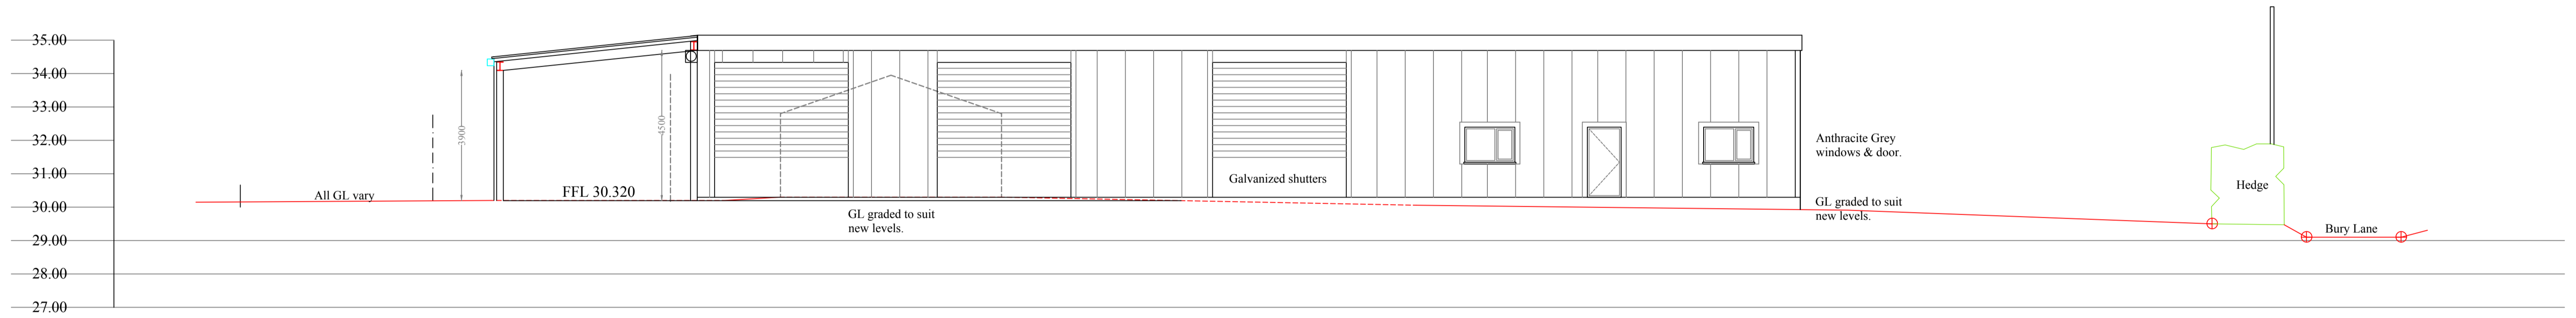 35.00
34.00
33.00
32.00
31.00
30.00
29.00
28.00
27.00
All GL vary
3900
FFL 30.320
4500
GL graded to suit
new levels.
Galvanized shutters
Anthracite Grey
windows & door.
GL graded to suit
new levels.
Hedge
Bury Lane